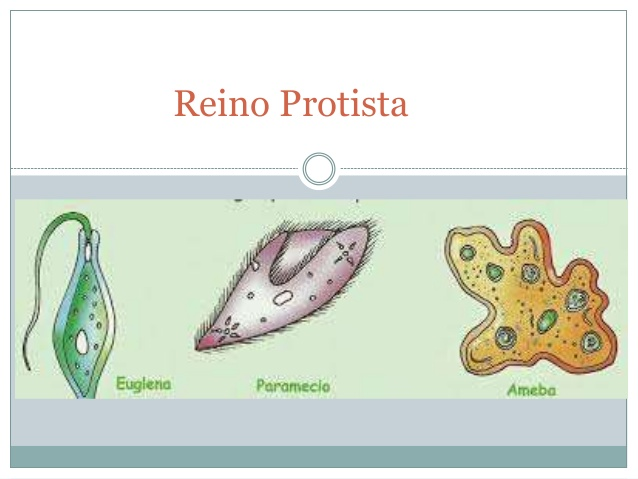 Reino Protista
Euglena
Paramecio
Ameba